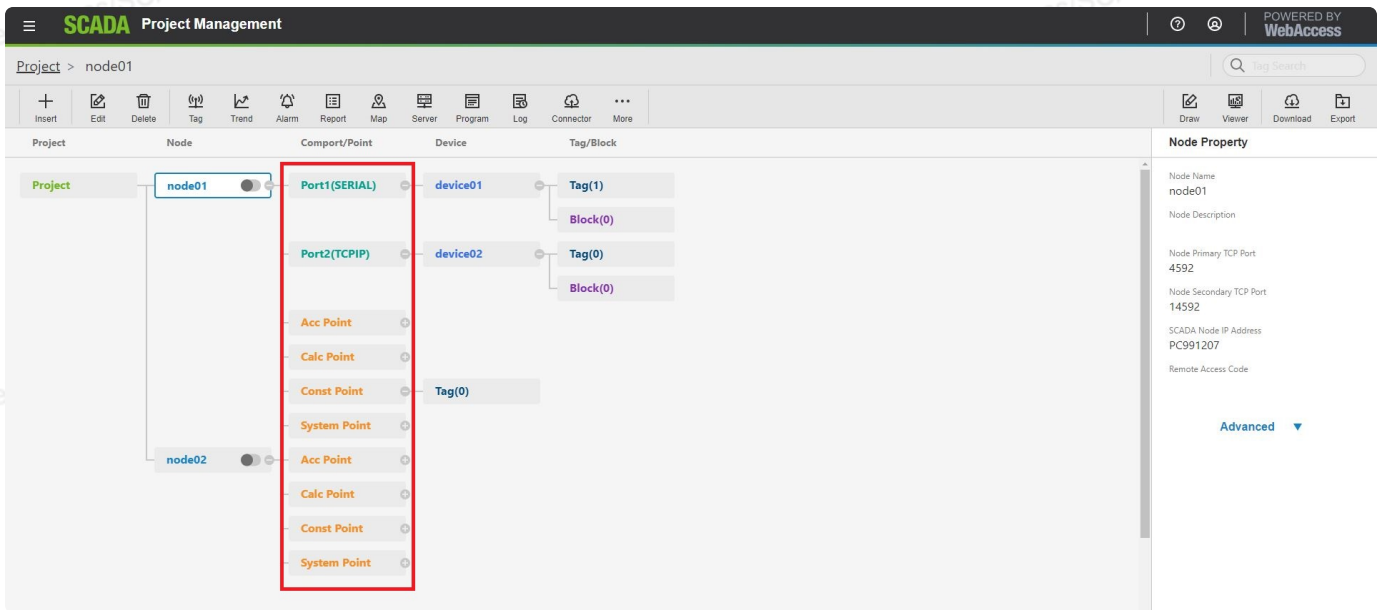 SCADA Project Management
POWERED BY
WebAccess
Project > node01
Tag Search
Insert Edit Delete Tag Trend Alarm Report Map Server Program Log Connector More
Draw Viewer Download Export
Project Node Comport/Point Device Tag/Block
Node Property
Project node01 Port1(SERIAL) device01 Tag(1)
Block(0)
Port2(TCPIP) device02 Tag(0)
Block(0)
Acc Point
Calc Point
Const Point Tag(0)
System Point
node02 Acc Point
Calc Point
Const Point
System Point
Node Name
node01
Node Description
Node Primary TCP Port
4592
Node Secondary TCP Port
14592
SCADA Node IP Address
PC991207
Remote Access Code
Advanced